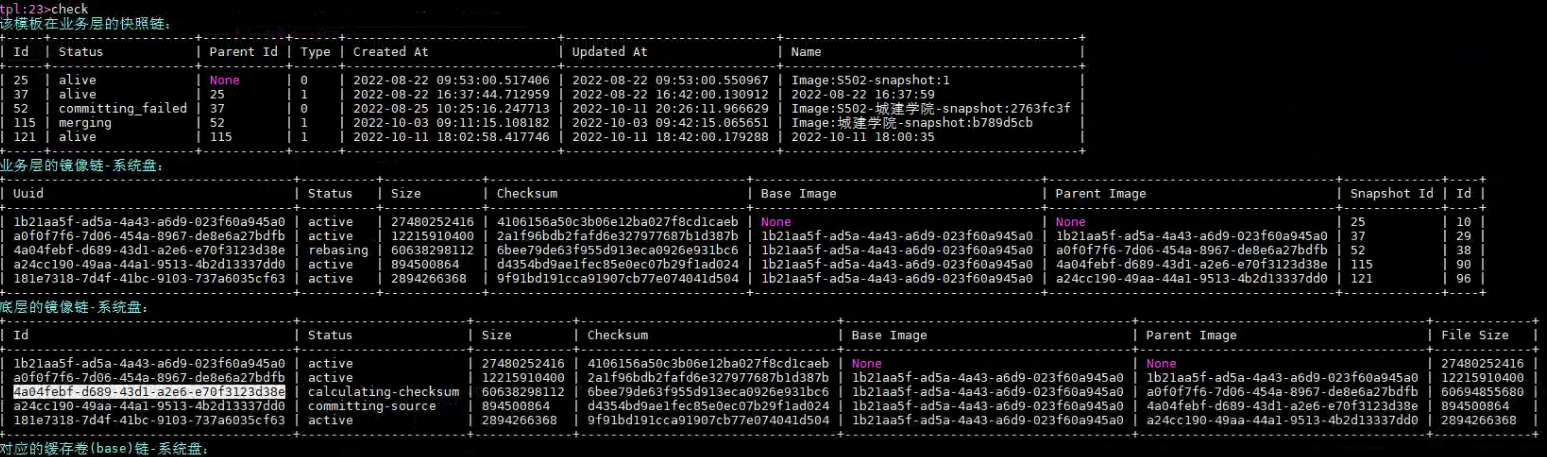 tpl:23>check
该模板在业务层的快照链:
| Id | Status | Parent Id | Type | Created At | Updated At | Name |
| 25 | alive | None | 0 | 2022-08-22 09:53:00.517406 | 2022-08-22 09:53:00.550967 | Image:S502-snapshot:1 |
| 37 | alive | 25 | 1 | 2022-08-22 16:37:44.712959 | 2022-08-22 16:42:00.130912 | 2022-08-22 16:37:59 |
| 52 | committing_failed | 37 | 0 | 2022-08-25 10:25:16.247713 | 2022-10-11 20:26:11.966629 | Image:S502-城建学院-snapshot:2763fc3f |
| 115 | merging | 52 | 1 | 2022-10-03 09:11:15.108182 | 2022-10-03 09:42:15.065651 | Image:城建学院-snapshot:b789d5cb |
| 121 | alive | 115 | 1 | 2022-10-11 18:02:58.417746 | 2022-10-11 18:42:00.179288 | 2022-10-11 18:00:35 |
业务层的镜像链-系统盘:
| Uuid | Status | Size | Checksum | Base Image | Parent Image | Snapshot Id | Id |
| 1b21aa5f-ad5a-4a43-a6d9-023f60a945a0 | active | 27480252416 | 4106156a50c3b06e12ba027f8cd1caeb | None | None | 25 | 10 |
| a0f0f7f6-7d06-454a-8967-de8e6a27bdfb | active | 12215910400 | 2a1f96bdb2fafd6e327977687b1d387b | 1b21aa5f-ad5a-4a43-a6d9-023f60a945a0 | 1b21aa5f-ad5a-4a43-a6d9-023f60a945a0 | 37 | 29 |
| 4a04febf-d689-43d1-a2e6-e70f3123d38e | rebasing | 60638298112 | 6bee79de63f955d913eca0926e931bc6 | 1b21aa5f-ad5a-4a43-a6d9-023f60a945a0 | a0f0f7f6-7d06-454a-8967-de8e6a27bdfb | 52 | 38 |
| a24cc190-49aa-44a1-9513-4b2d13337dd0 | active | 894500864 | d4354bd9ae1fec85e0ec07b29f1ad024 | 1b21aa5f-ad5a-4a43-a6d9-023f60a945a0 | 4a04febf-d689-43d1-a2e6-e70f3123d38e | 115 | 90 |
| 181e7318-7d4f-41bc-9103-737a6035cf63 | active | 2894266368 | 9f91bd191cca91907cb77e074041d504 | 1b21aa5f-ad5a-4a43-a6d9-023f60a945a0 | a24cc190-49aa-44a1-9513-4b2d13337dd0 | 121 | 96 |
底层的镜像链-系统盘:
| Id | Status | Size | Checksum | Base Image | Parent Image | File Size |
| 1b21aa5f-ad5a-4a43-a6d9-023f60a945a0 | active | 27480252416 | 4106156a50c3b06e12ba027f8cd1caeb | None | None | 27480252416 |
| a0f0f7f6-7d06-454a-8967-de8e6a27bdfb | active | 12215910400 | 2a1f96bdb2fafd6e327977687b1d387b | 1b21aa5f-ad5a-4a43-a6d9-023f60a945a0 | 1b21aa5f-ad5a-4a43-a6d9-023f60a945a0 | 12215910400 |
| 4a04febf-d689-43d1-a2e6-e70f3123d38e | calculating-checksum | 60638298112 | 6bee79de63f955d913eca0926e931bc6 | 1b21aa5f-ad5a-4a43-a6d9-023f60a945a0 | a0f0f7f6-7d06-454a-8967-de8e6a27bdfb | 60694855680 |
| a24cc190-49aa-44a1-9513-4b2d13337dd0 | committing-source | 894500864 | d4354bd9ae1fec85e0ec07b29f1ad024 | 1b21aa5f-ad5a-4a43-a6d9-023f60a945a0 | 4a04febf-d689-43d1-a2e6-e70f3123d38e | 894500864 |
| 181e7318-7d4f-41bc-9103-737a6035cf63 | active | 2894266368 | 9f91bd191cca91907cb77e074041d504 | 1b21aa5f-ad5a-4a43-a6d9-023f60a945a0 | a24cc190-49aa-44a1-9513-4b2d13337dd0 | 2894266368 |
对应的缓存卷(base)链-系统盘: